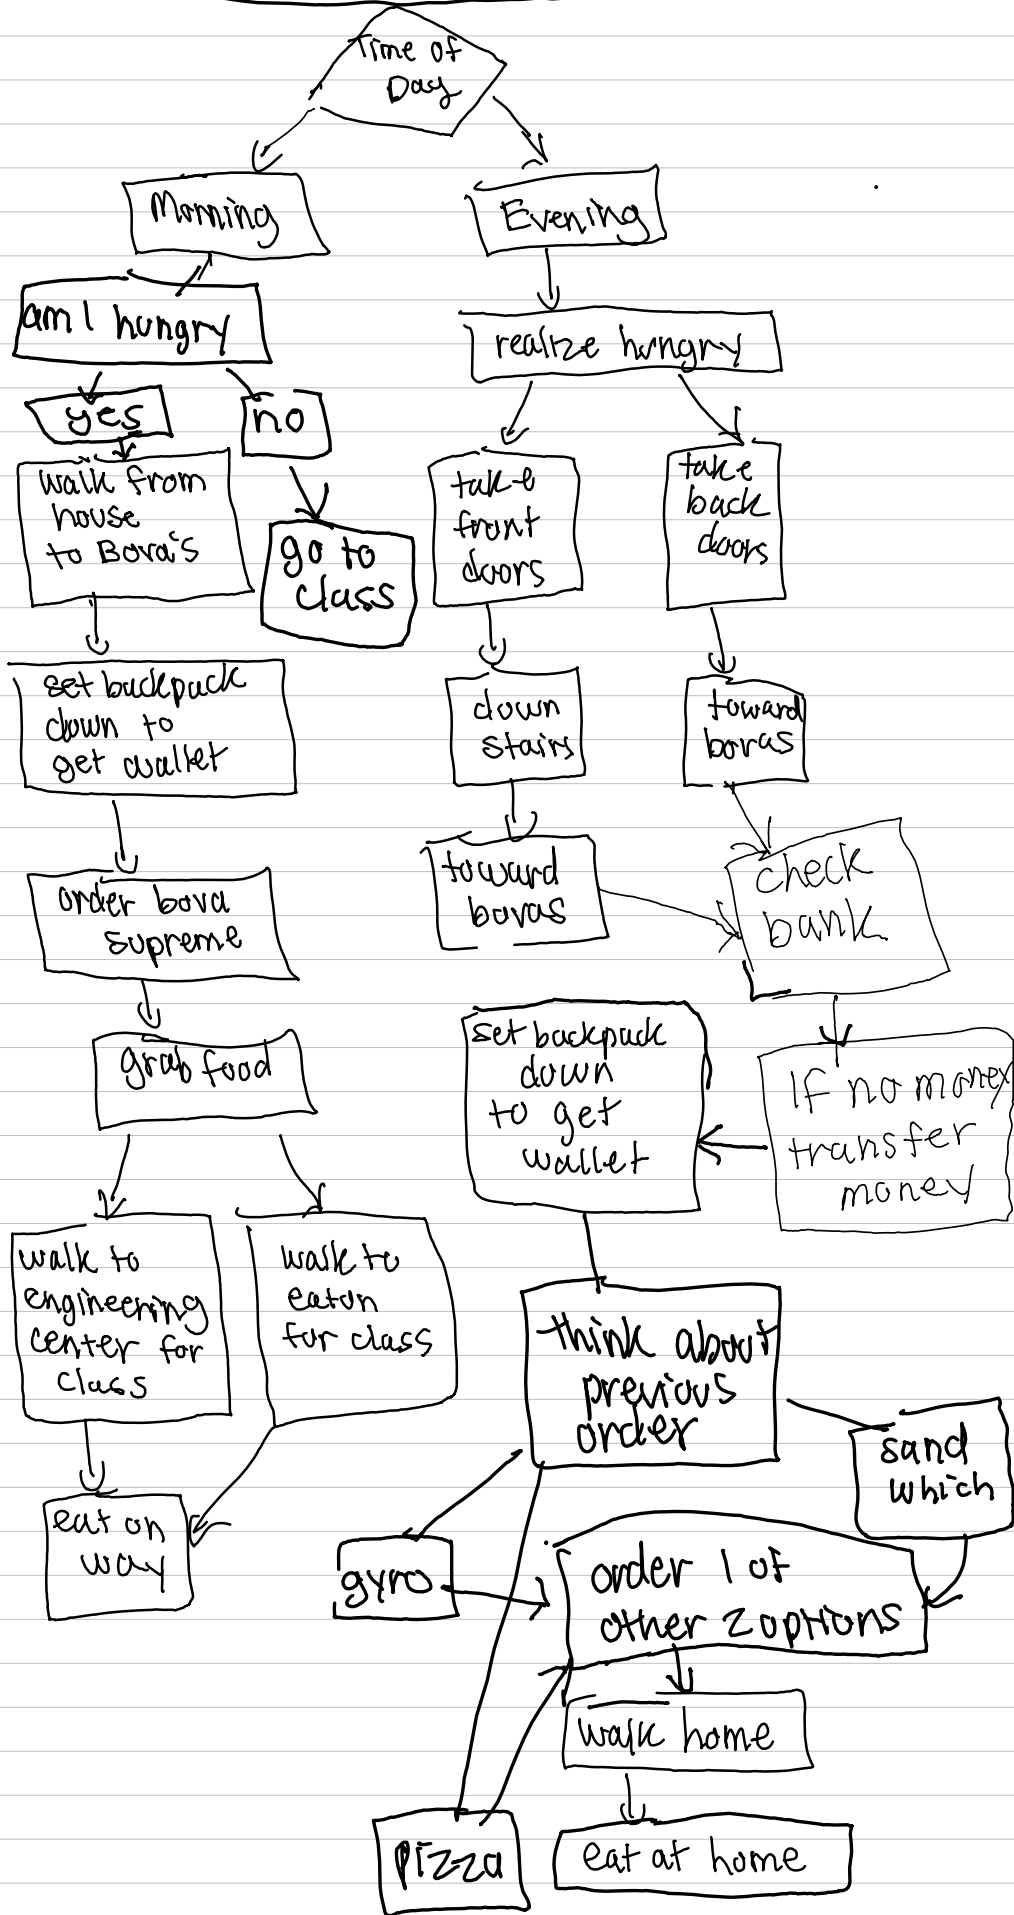 Time of
Day
Morning
Evening
am I hungry
realize hungry
yes
no
walk from
house
to Bova's
go to
class
take
front
doors
take
back
doors
set backpack
down to
get wallet
down
stairs
toward
bovas
order bova
supreme
toward
bovas
check
bank
grab food
set backpack
down
to get
wallet
If no money
transfer
money
walk to
engineering
center for
class
walk to
eaton
for class
think about
previous
order
sand
which
eat on
way
gyro
order 1 of
other 2 options
walk home
pizza
eat at home